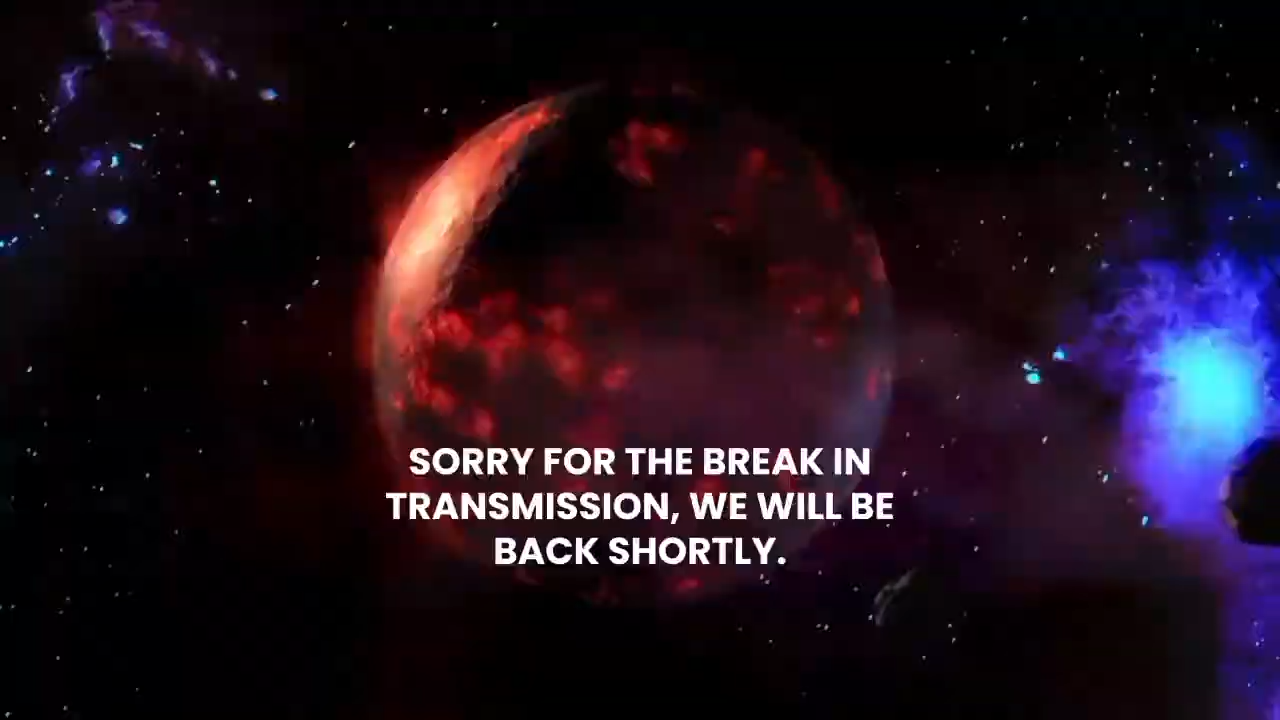 SORRY FOR THE BREAK IN
TRANSMISSION, WE WILL BE
BACK SHORTLY.